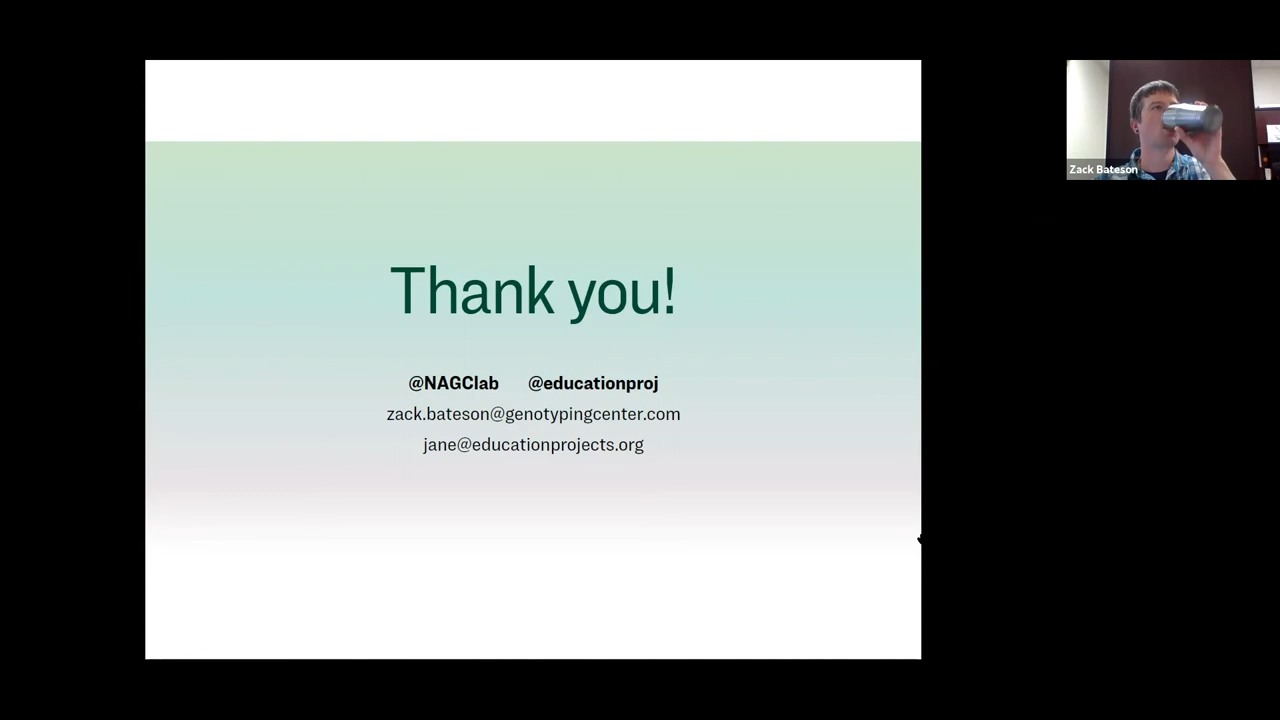 Thank you!
@NAGClab @educationproj
zack.bateson@genotypingcenter.com
jane@educationprojects.org
Zack Bateson